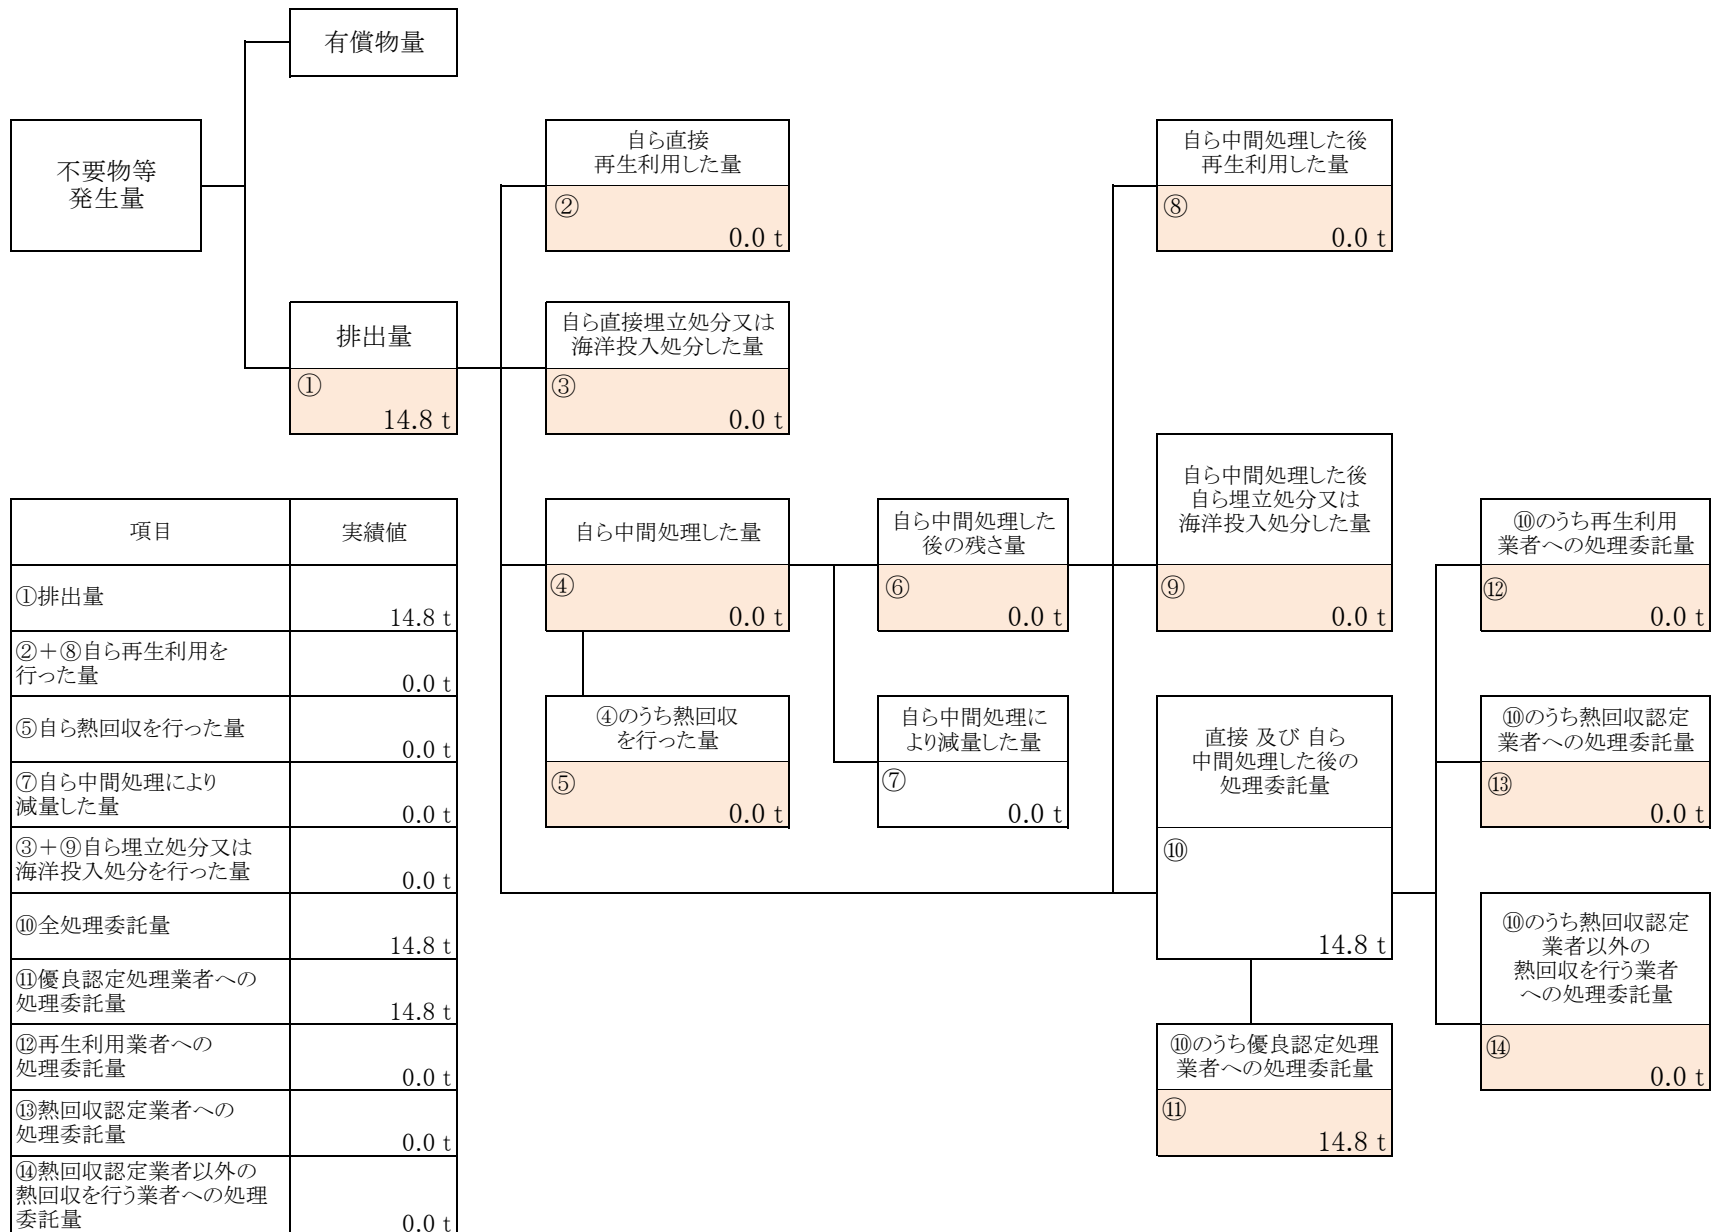 有償物量
不要物等
発生量
自ら直接
再生利用した量
②
0.0 t
自ら中間処理した後
再生利用した量
⑧
0.0 t
排出量
①
14.8 t
自ら直接埋立処分又は
海洋投入処分した量
③
0.0 t
自ら中間処理した量
④
0.0 t
自ら中間処理した
後の残さ量
⑥
0.0 t
自ら中間処理した後
自ら埋立処分又は
海洋投入処分した量
⑨
0.0 t
⑩のうち再生利用
業者への処理委託量
⑫
0.0 t
④のうち熱回収
を行った量
⑤
0.0 t
自ら中間処理に
より減量した量
⑦
0.0 t
直接 及び 自ら
中間処理した後の
処理委託量
⑩
14.8 t
⑩のうち熱回収認定
業者への処理委託量
⑬
0.0 t
⑩のうち熱回収認定
業者以外の
熱回収を行う業者
への処理委託量
⑭
0.0 t
⑩のうち優良認定処理
業者への処理委託量
⑪
14.8 t
項目 実績値
①排出量
14.8 t
②＋⑧自ら再生利用を
行った量
0.0 t
⑤自ら熱回収を行った量
0.0 t
⑦自ら中間処理により
減量した量
0.0 t
③＋⑨自ら埋立処分又は
海洋投入処分を行った量
0.0 t
⑩全処理委託量
14.8 t
⑪優良認定処理業者への
処理委託量
14.8 t
⑫再生利用業者への
処理委託量
0.0 t
⑬熱回収認定業者への
処理委託量
0.0 t
⑭熱回収認定業者以外の
熱回収を行う業者への処理
委託量
0.0 t